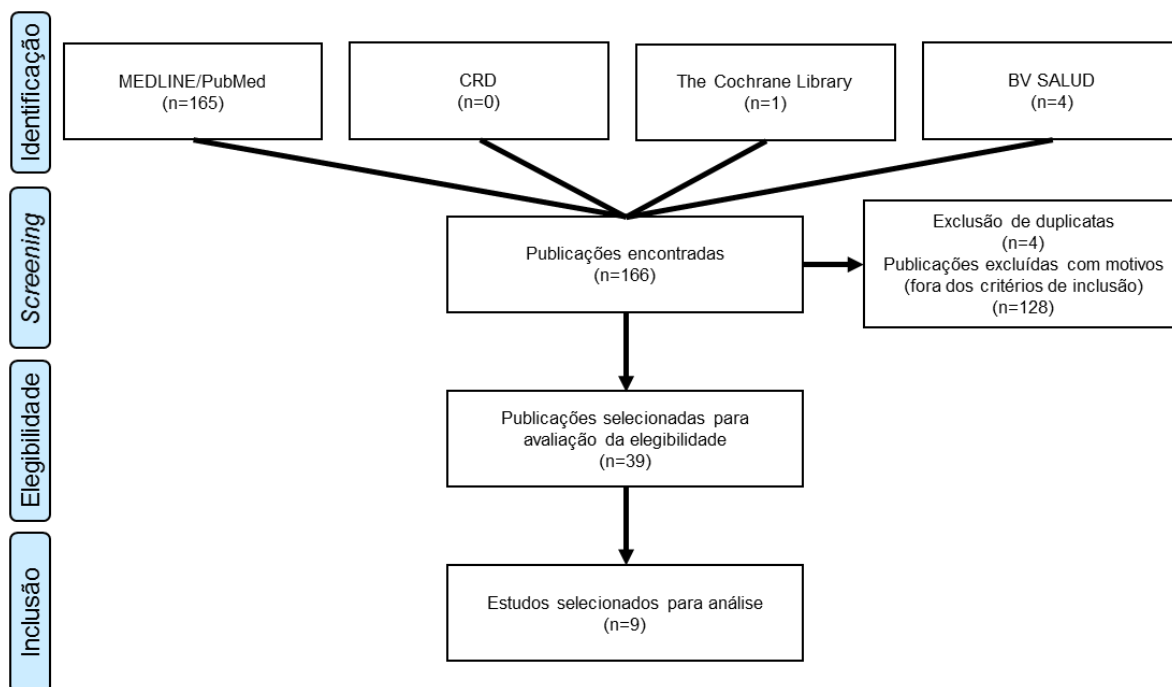 Identificação
MEDLINE/PubMed
(n=165)
CRD
(n=0)
The Cochrane Library
(n=1)
BV SALUD
(n=4)
Screening
Publicações encontradas
(n=166)
Exclusão de duplicatas
(n=4)
Publicações excluídas com motivos
(fora dos critérios de inclusão)
(n=128)
Elegibilidade
Publicações selecionadas para
avaliação da elegibilidade
(n=39)
Inclusão
Estudos selecionados para análise
(n=9)